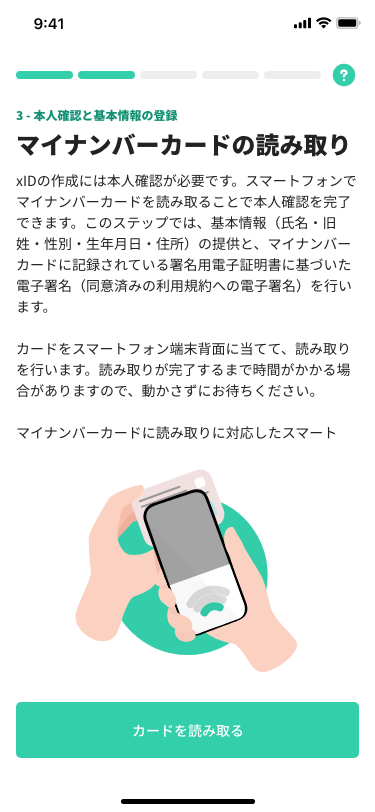 9:41
?
3 - 本人確認と基本情報の登録
マイナンバーカードの読み取り
xIDの作成には本人確認が必要です。スマートフォンで
マイナンバーカードを読み取ることで本人確認を完了
できます。このステップでは、基本情報（氏名・旧
姓・性別・生年月日・住所）の提供と、マイナンバー
カードに記録されている署名用電子証明書に基づいた
電子署名（同意済みの利用規約への電子署名）を行い
ます。
カードをスマートフォン端末背面に当てて、読み取り
を行います。読み取りが完了するまで時間がかかる場
合がありますので、動かさずにお待ちください。
マイナンバーカードに読み取りに対応したスマート
カードを読み取る